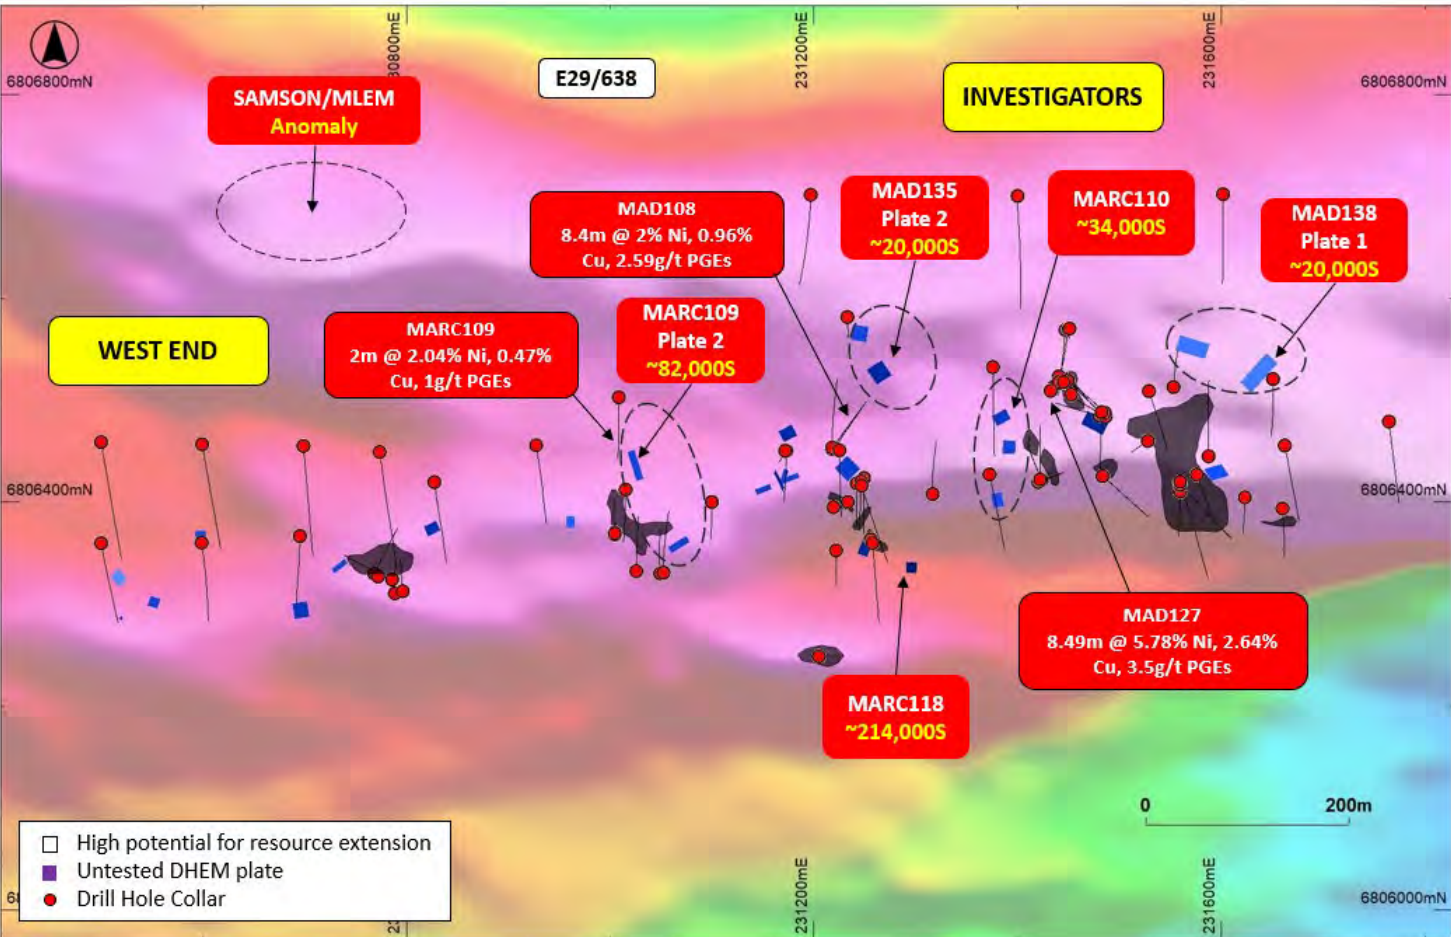 30800mE
231200mE
231600mE
6806800mN
6806800mN
E29/638
SAMSON/MLEM
Anomaly
INVESTIGATORS
MAD108
8.4m @ 2% Ni, 0.96%
Cu, 2.59g/t PGEs
MAD135
Plate 2
~20,000S
MARC110
~34,000S
MAD138
Plate 1
~20,000S
WEST END
MARC109
2m @ 2.04% Ni, 0.47%
Cu, 1g/t PGEs
MARC109
Plate 2
~82,000S
6806400mN
6806400mN
MAD127
8.49m @ 5.78% Ni, 2.64%
Cu, 3.5g/t PGEs
MARC118
~214,000S
0 200m
High potential for resource extension
Untested DHEM plate
Drill Hole Collar
68
23
231200mE
231600mE
6806000mN